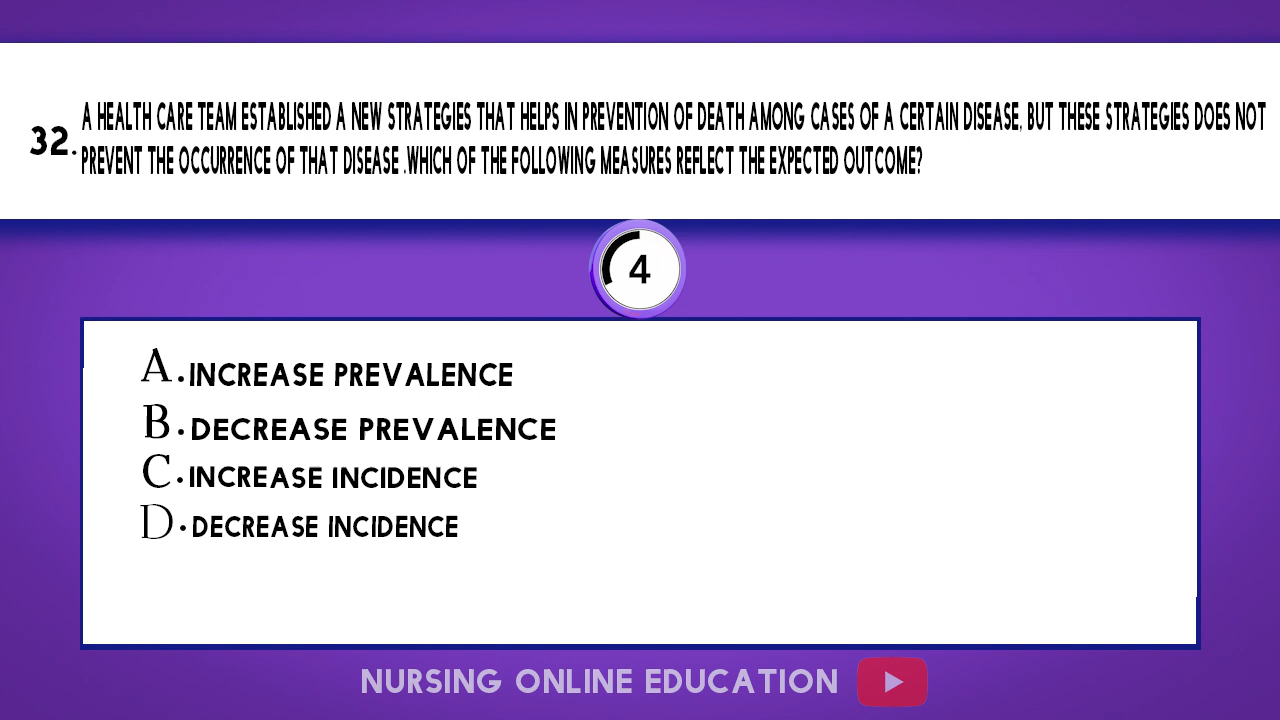 32. A HEALTH CARE TEAM ESTABLISHED A NEW STRATEGIES THAT HELPS IN PREVENTION OF DEATH AMONG CASES OF A CERTAIN DISEASE, BUT THESE STRATEGIES DOES NOT
PREVENT THE OCCURRENCE OF THAT DISEASE .WHICH OF THE FOLLOWING MEASURES REFLECT THE EXPECTED OUTCOME?
4
A. INCREASE PREVALENCE
B. DECREASE PREVALENCE
C. INCREASE INCIDENCE
D. DECREASE INCIDENCE
NURSING ONLINE EDUCATION